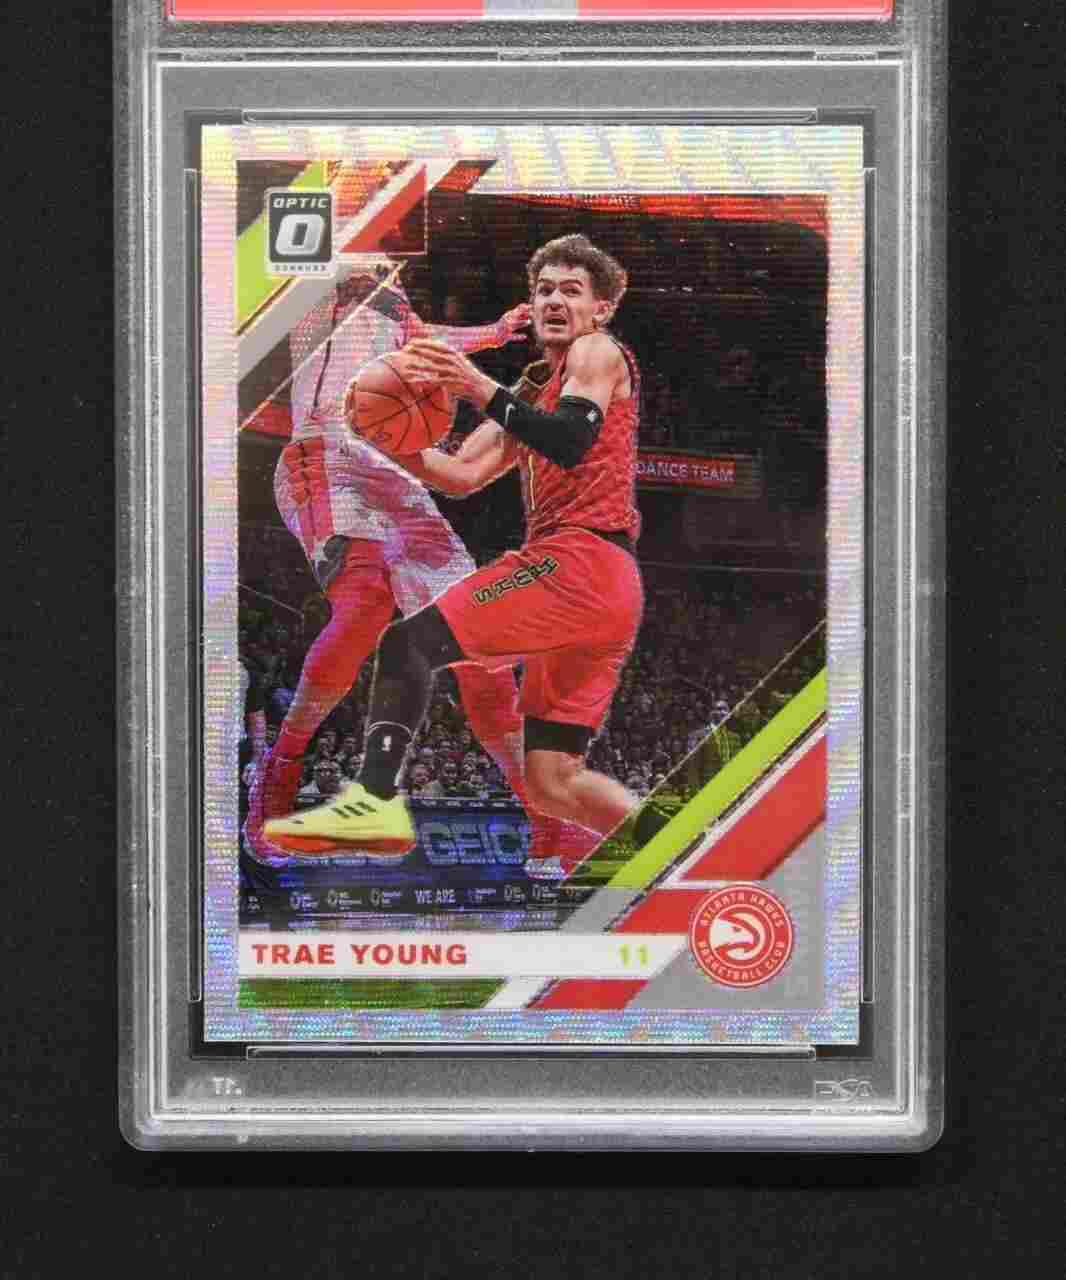 OPTIC
DONRUSS
DANCE TEAM
HAWKS
GEICO
WE ARE
TRAE YOUNG
11
ATLANTA HAWKS
BASKETBALL CLUB
PSA